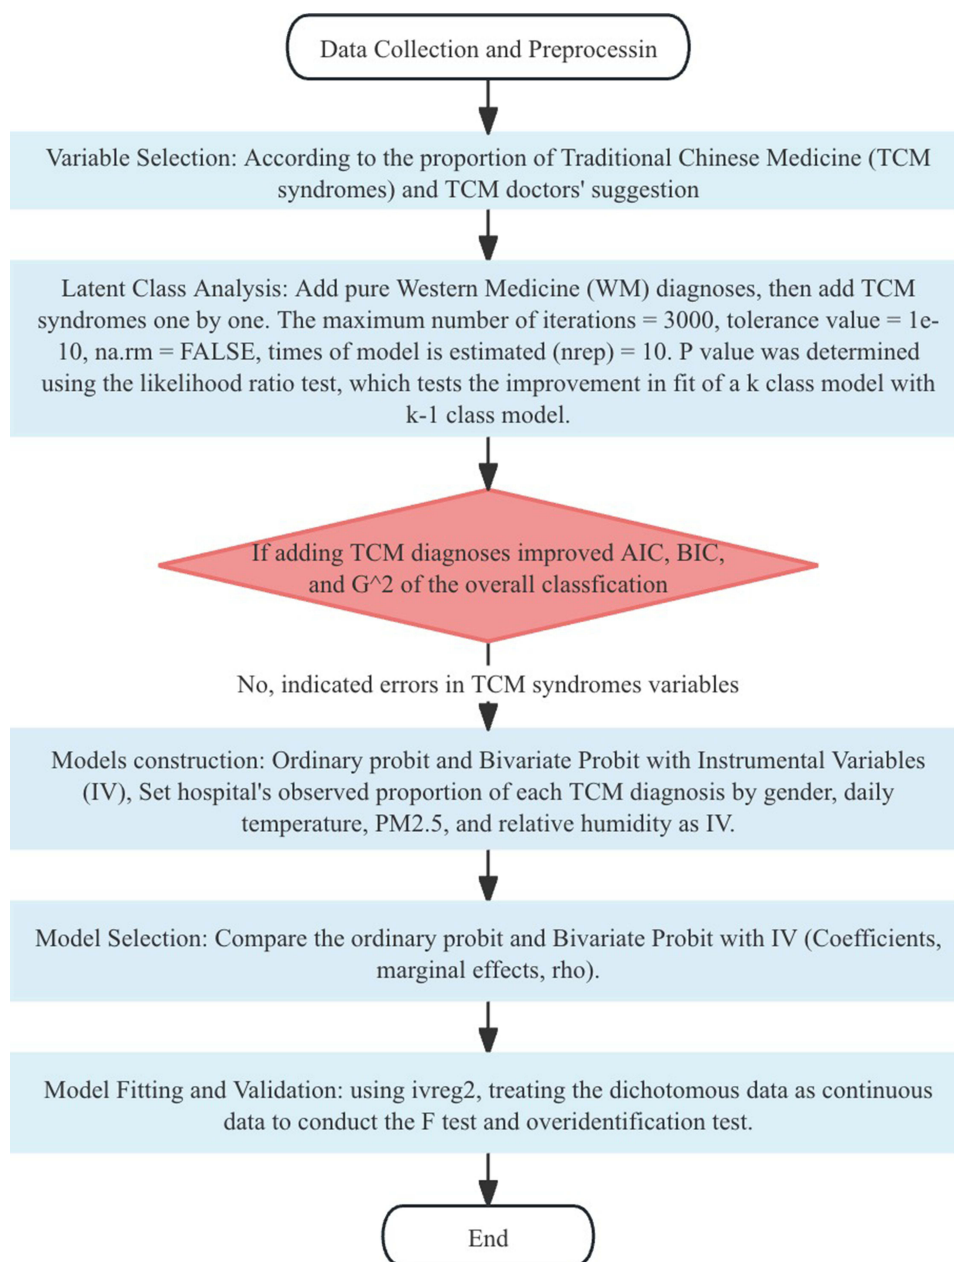 Data Collection and Preprocessin
Variable Selection: According to the proportion of Traditional Chinese Medicine (TCM
syndromes) and TCM doctors' suggestion
Latent Class Analysis: Add pure Western Medicine (WM) diagnoses, then add TCM
syndromes one by one. The maximum number of iterations = 3000, tolerance value = 1e-
10, na.rm = FALSE, times of model is estimated (nrep) = 10. P value was determined
using the likelihood ratio test, which tests the improvement in fit of a k class model with
k-1 class model.
If adding TCM diagnoses improved AIC, BIC,
and G^2 of the overall classfication
No, indicated errors in TCM syndromes variables
Models construction: Ordinary probit and Bivariate Probit with Instrumental Variables
(IV), Set hospital's observed proportion of each TCM diagnosis by gender, daily
temperature, PM2.5, and relative humidity as IV.
Model Selection: Compare the ordinary probit and Bivariate Probit with IV (Coefficients,
marginal effects, rho).
Model Fitting and Validation: using ivreg2, treating the dichotomous data as continuous
data to conduct the F test and overidentification test.
End